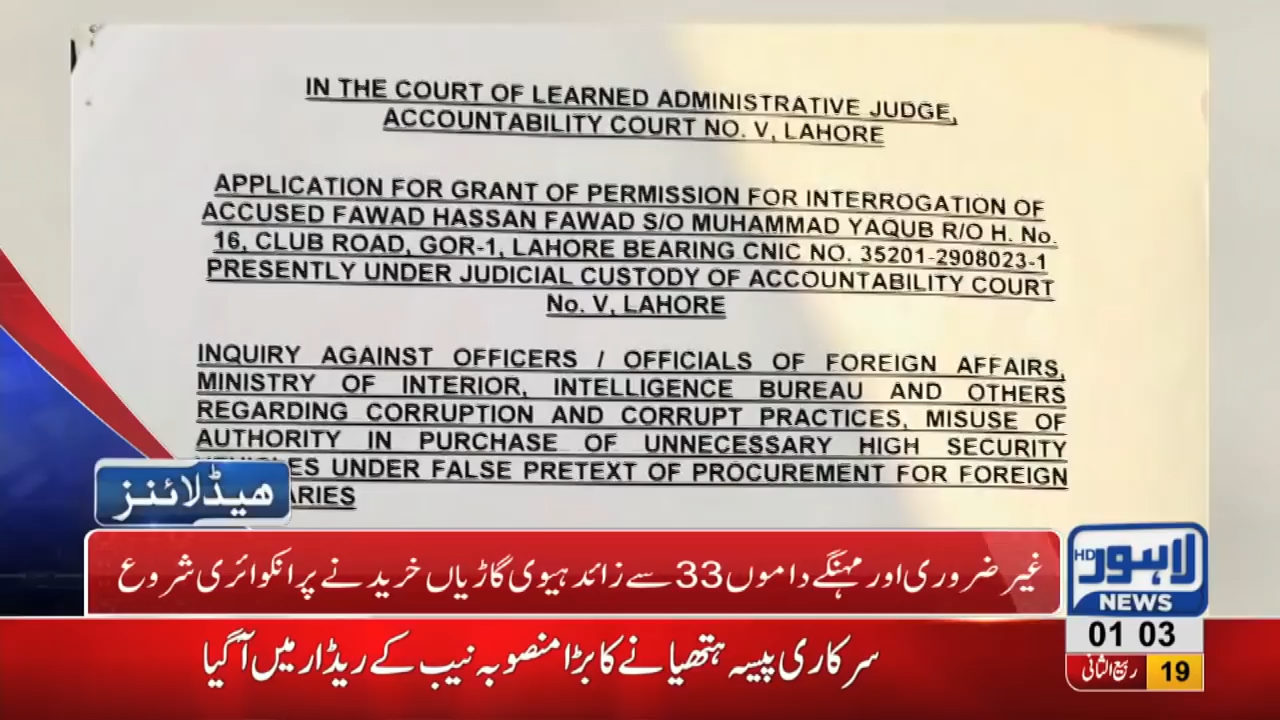 IN THE COURT OF LEARNED ADMINISTRATIVE JUDGE,
ACCOUNTABILITY COURT NO. V, LAHORE
APPLICATION FOR GRANT OF PERMISSION FOR INTERROGATION OF
ACCUSED FAWAD HASSAN FAWAD S/O MUHAMMAD YAQUB R/O H. No.
16, CLUB ROAD, GOR-1, LAHORE BEARING CNIC NO. 35201-2908023-1
PRESENTLY UNDER JUDICIAL CUSTODY OF ACCOUNTABILITY COURT
No. V, LAHORE
INQUIRY AGAINST OFFICERS / OFFICIALS OF FOREIGN AFFAIRS,
MINISTRY OF INTERIOR, INTELLIGENCE BUREAU AND OTHERS
REGARDING CORRUPTION AND CORRUPT PRACTICES, MISUSE OF
AUTHORITY IN PURCHASE OF UNNECESSARY HIGH SECURITY
UNDER FALSE PRETEXT OF PROCUREMENT FOR FOREIGN
ہیڈلائنز
غیر ضروری اور مہنگے داموں 33 سے زائد ہیوی گاڑیاں خریدنے پر انکوائری شروع
سرکاری پیسہ ہتھیانے کا بڑا منصوبہ نیب کے ریڈار میں آگیا
لاہور HD
NEWS
01 03
19 ربیع الثانی